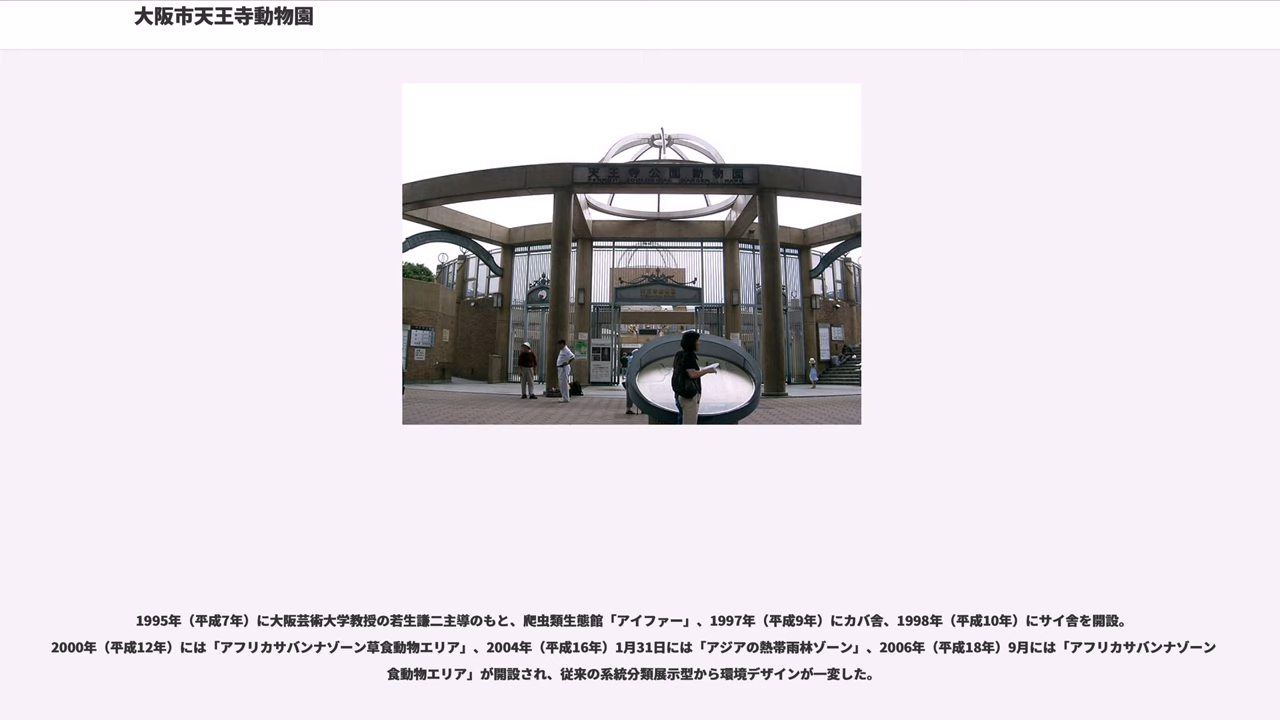 大阪市天王寺動物園
天王寺公園動物園
1995年（平成7年）に大阪芸術大学教授の若生謙二主導のもと、爬虫類生態館「アイファー」、1997年（平成9年）にカバ舎、1998年（平成10年）にサイ舎を開設。
2000年（平成12年）には「アフリカサバンナゾーン草食動物エリア」、2004年（平成16年）1月31日には「アジアの熱帯雨林ゾーン」、2006年（平成18年）9月には「アフリカサバンナゾーン
食動物エリア」が開設され、従来の系統分類展示型から環境デザインが一変した。